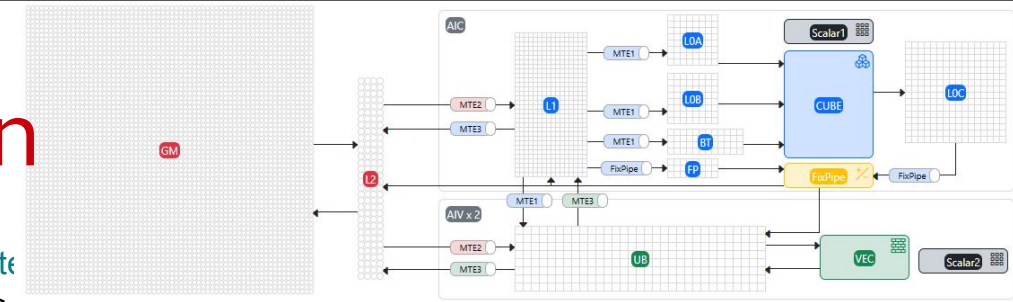 AIC
Scalar1
L0A
MTE1
L0C
MTE2
L1
MTE1
L0B
CUBE
n
MTE3
GM
MTE1
BT
L2
FixPipe
FP
FixPipe
FixPipe
MTE1
MTE3
AIV x 2
MTE2
UB
VEC
Scalar2
MTE3